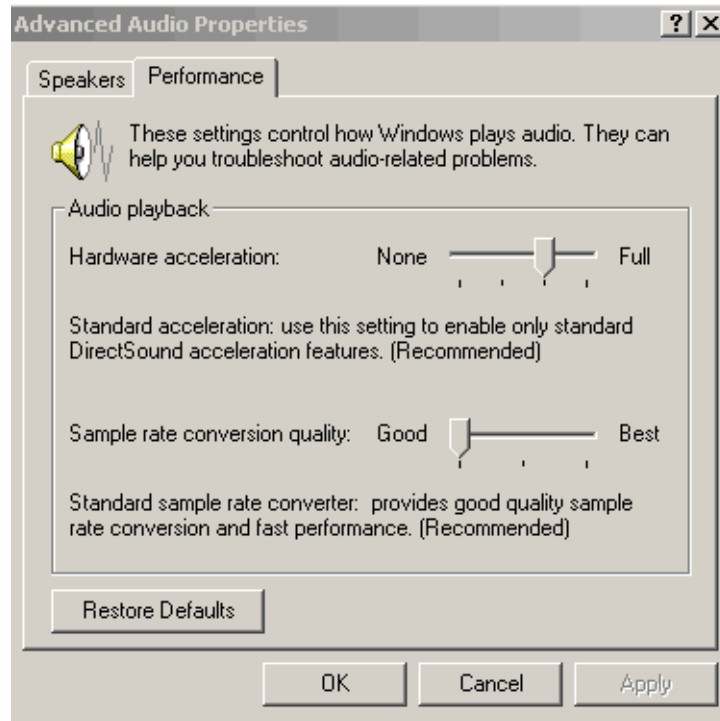 Advanced Audio Properties
Speakers Performance
These settings control how Windows plays audio. They can
help you troubleshoot audio-related problems.
Audio playback
Hardware acceleration: None Full
Standard acceleration: use this setting to enable only standard
DirectSound acceleration features. (Recommended)
Sample rate conversion quality: Good Best
Standard sample rate converter: provides good quality sample
rate conversion and fast performance. (Recommended)
Restore Defaults
OK Cancel Apply